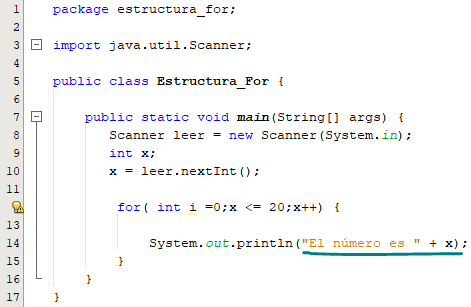 1 package estructura_for;
2
3 import java.util.Scanner;
4
5 public class Estructura_For {
6
7 public static void main(String[] args) {
8 Scanner leer = new Scanner(System.in);
9 int x;
10 x = leer.nextInt();
11
for( int i =0;x <= 20;x++) {
13
14 System.out.println("El número es " + x);
15 }
16 }
17 }